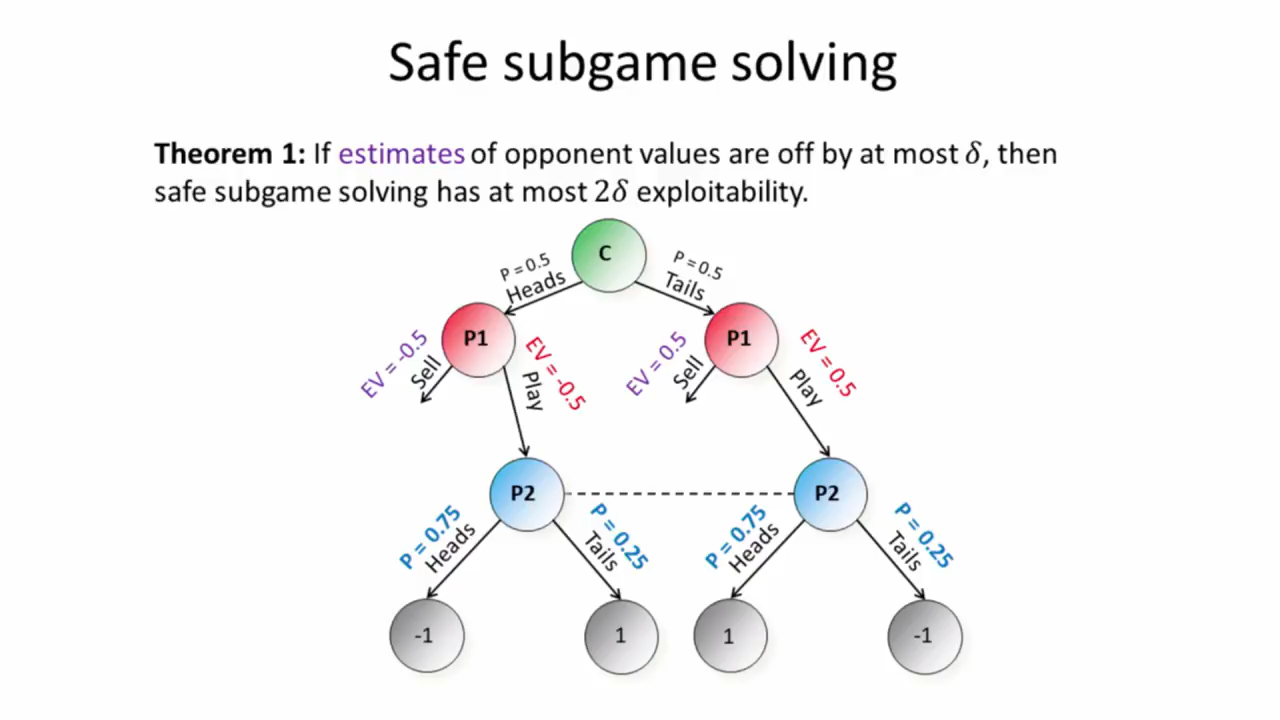 Safe subgame solving
Theorem 1: If estimates of opponent values are off by at most δ, then
safe subgame solving has at most 2δ exploitability.
C
P = 0.5
Heads
P = 0.5
Tails
P1
P1
EV = -0.5
Sell
EV = -0.5
Play
EV = 0.5
Sell
EV = 0.5
Play
P2
P2
P = 0.75
Heads
P = 0.25
Tails
P = 0.75
Heads
P = 0.25
Tails
-1
1
1
-1